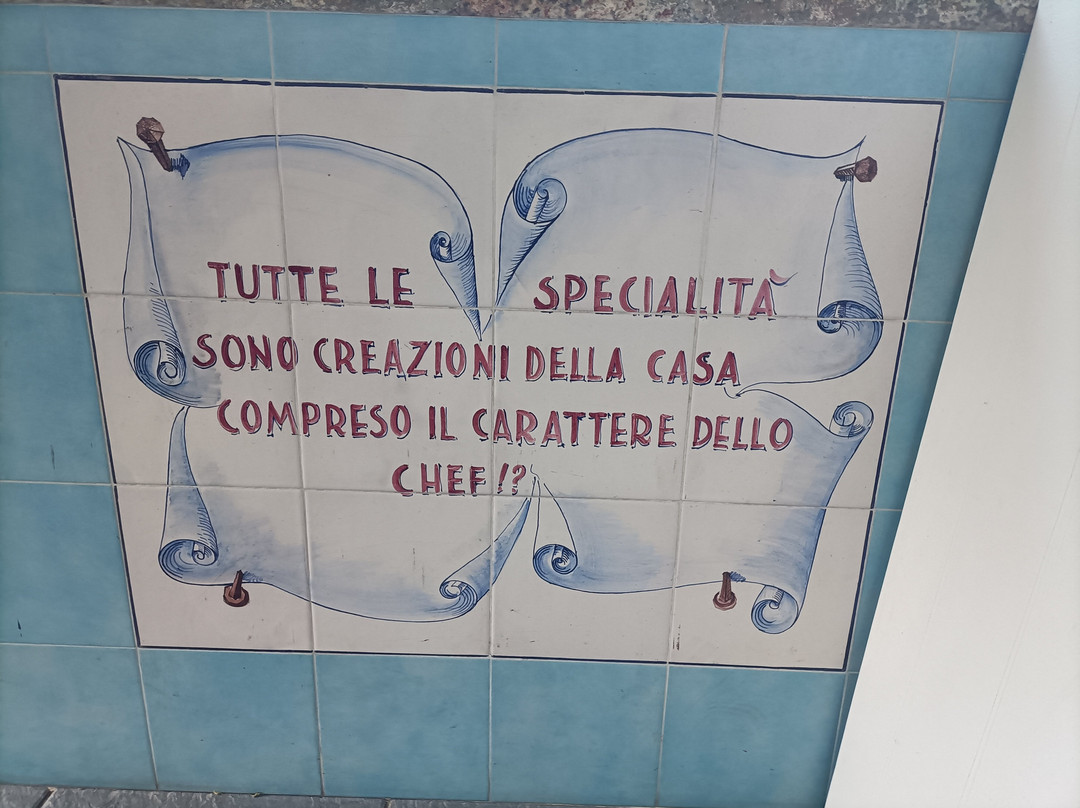 TUTTE LE SPECIALITÀ
SONO CREAZIONI DELLA CASA
COMPRESO IL CARATTERE DELLO
CHEF!?